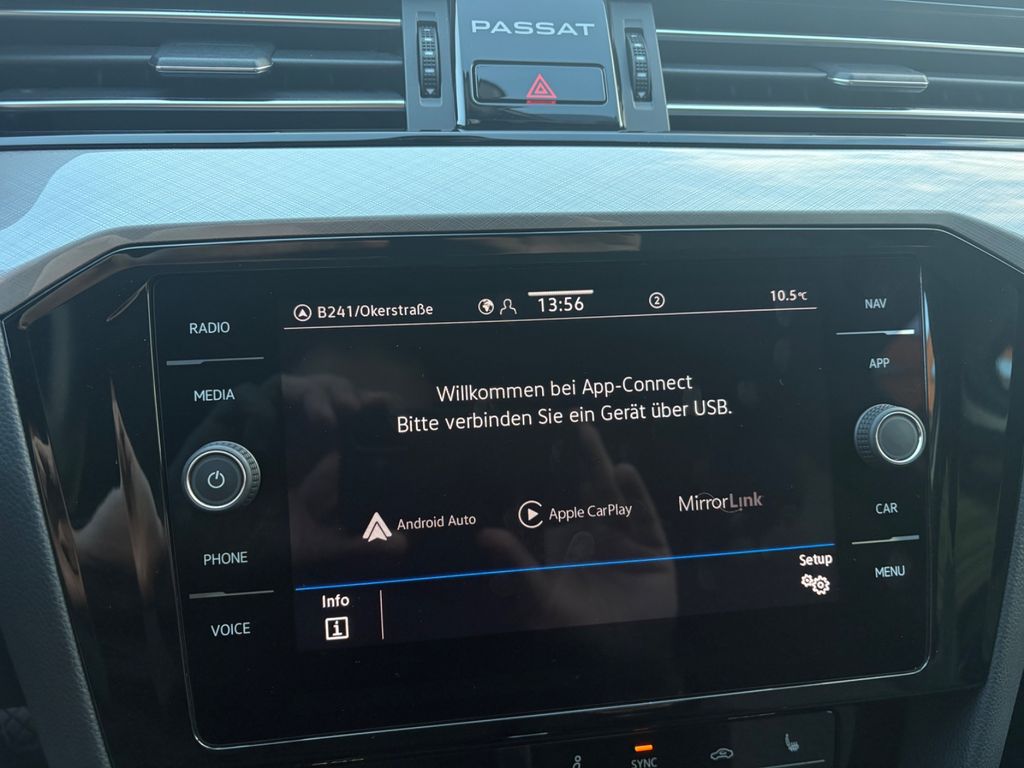 PASSAT
RADIO
MEDIA
PHONE
VOICE
B241/Okerstraße
13:56
2
10.5°C
Willkommen bei App-Connect
Bitte verbinden Sie ein Gerät über USB.
Android Auto
Apple CarPlay
MirrorLink
Info
i
Setup
NAV
APP
CAR
MENU
SYNC